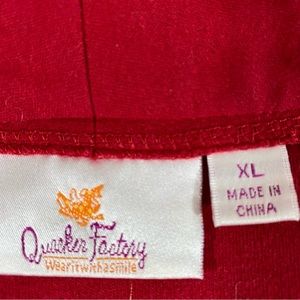 Quacker Factory
Wear it with a Smile
XL
MADE IN
CHINA